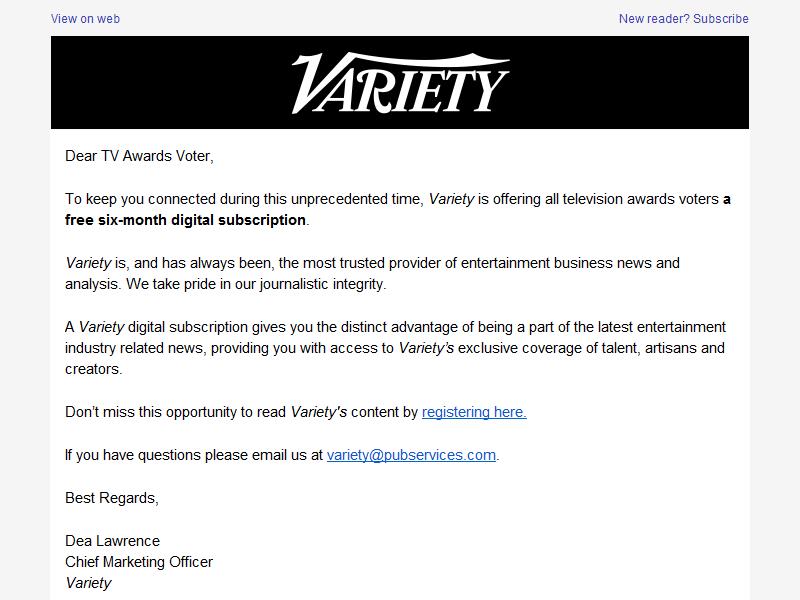 View on web
New reader? Subscribe
VARIETY
Dear TV Awards Voter,
To keep you connected during this unprecedented time, Variety is offering all television awards voters a
free six-month digital subscription.
Variety is, and has always been, the most trusted provider of entertainment business news and
analysis. We take pride in our journalistic integrity.
A Variety digital subscription gives you the distinct advantage of being a part of the latest entertainment
industry related news, providing you with access to Variety’s exclusive coverage of talent, artisans and
creators.
Don’t miss this opportunity to read Variety's content by registering here.
If you have questions please email us at variety@pubservices.com.
Best Regards,
Dea Lawrence
Chief Marketing Officer
Variety